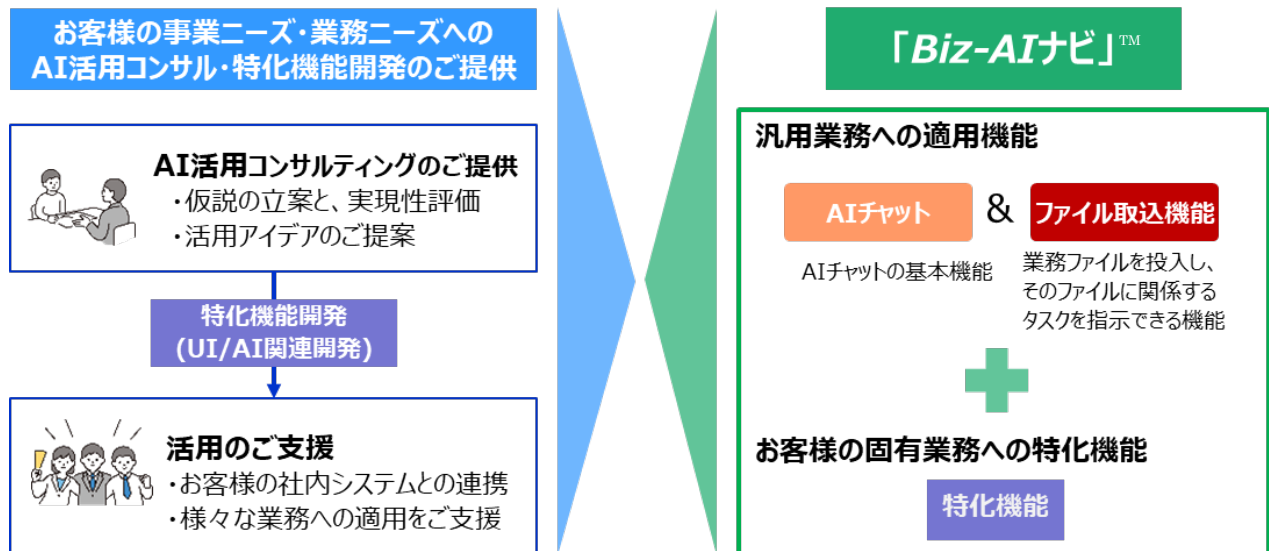 お客様の事業ニーズ・業務ニーズへの
AI活用コンサル・特化機能開発のご提供
AI活用コンサルティングのご提供
・仮説の立案と、実現性評価
・活用アイデアのご提案
特化機能開発
(UI/AI関連開発)
活用のご支援
・お客様の社内システムとの連携
・様々な業務への適用をご支援
「Biz-AIナビ」™
汎用業務への適用機能
AIチャット
&
ファイル取込機能
AIチャットの基本機能
業務ファイルを投入し、
そのファイルに関係する
タスクを指示できる機能
お客様の固有業務への特化機能
特化機能